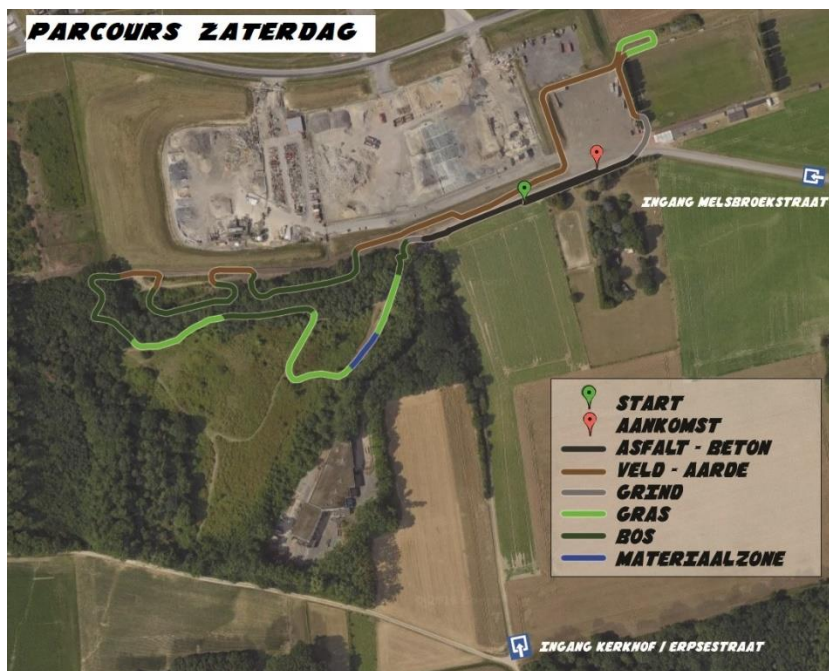 PARCOURS ZATERDAG
INGANG MELSBROEKSTRAAT
START
AANKOMST
ASFALT - BETON
VELD - AARDE
GRIND
GRAS
BOS
MATERIAALZONE
INGANG KERKHOF / ERPSESTRAAT